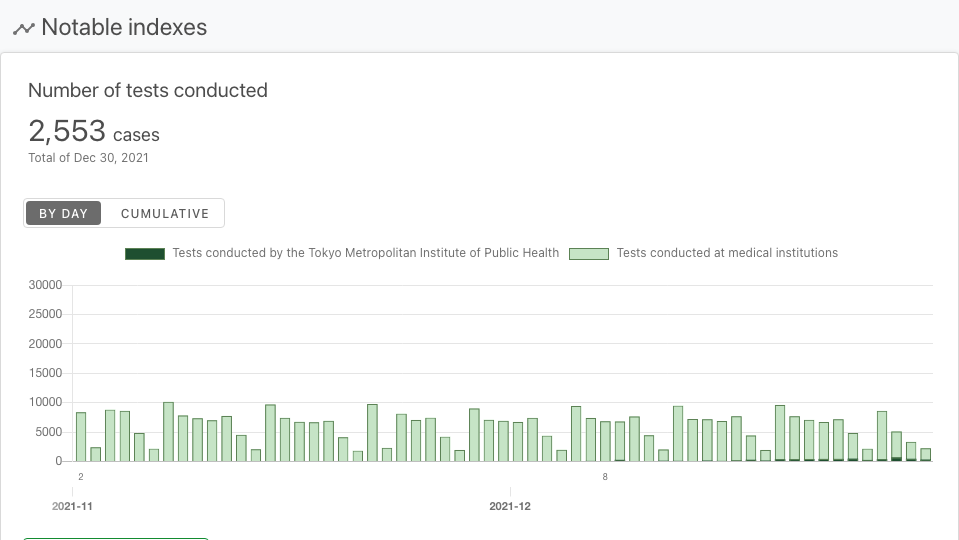 Notable indexes
Number of tests conducted
2,553 cases
Total of Dec 30, 2021
BY DAY CUMULATIVE
Tests conducted by the Tokyo Metropolitan Institute of Public Health Tests conducted at medical institutions
30000
25000
20000
15000
10000
5000
0
2 8
2021-11 2021-12